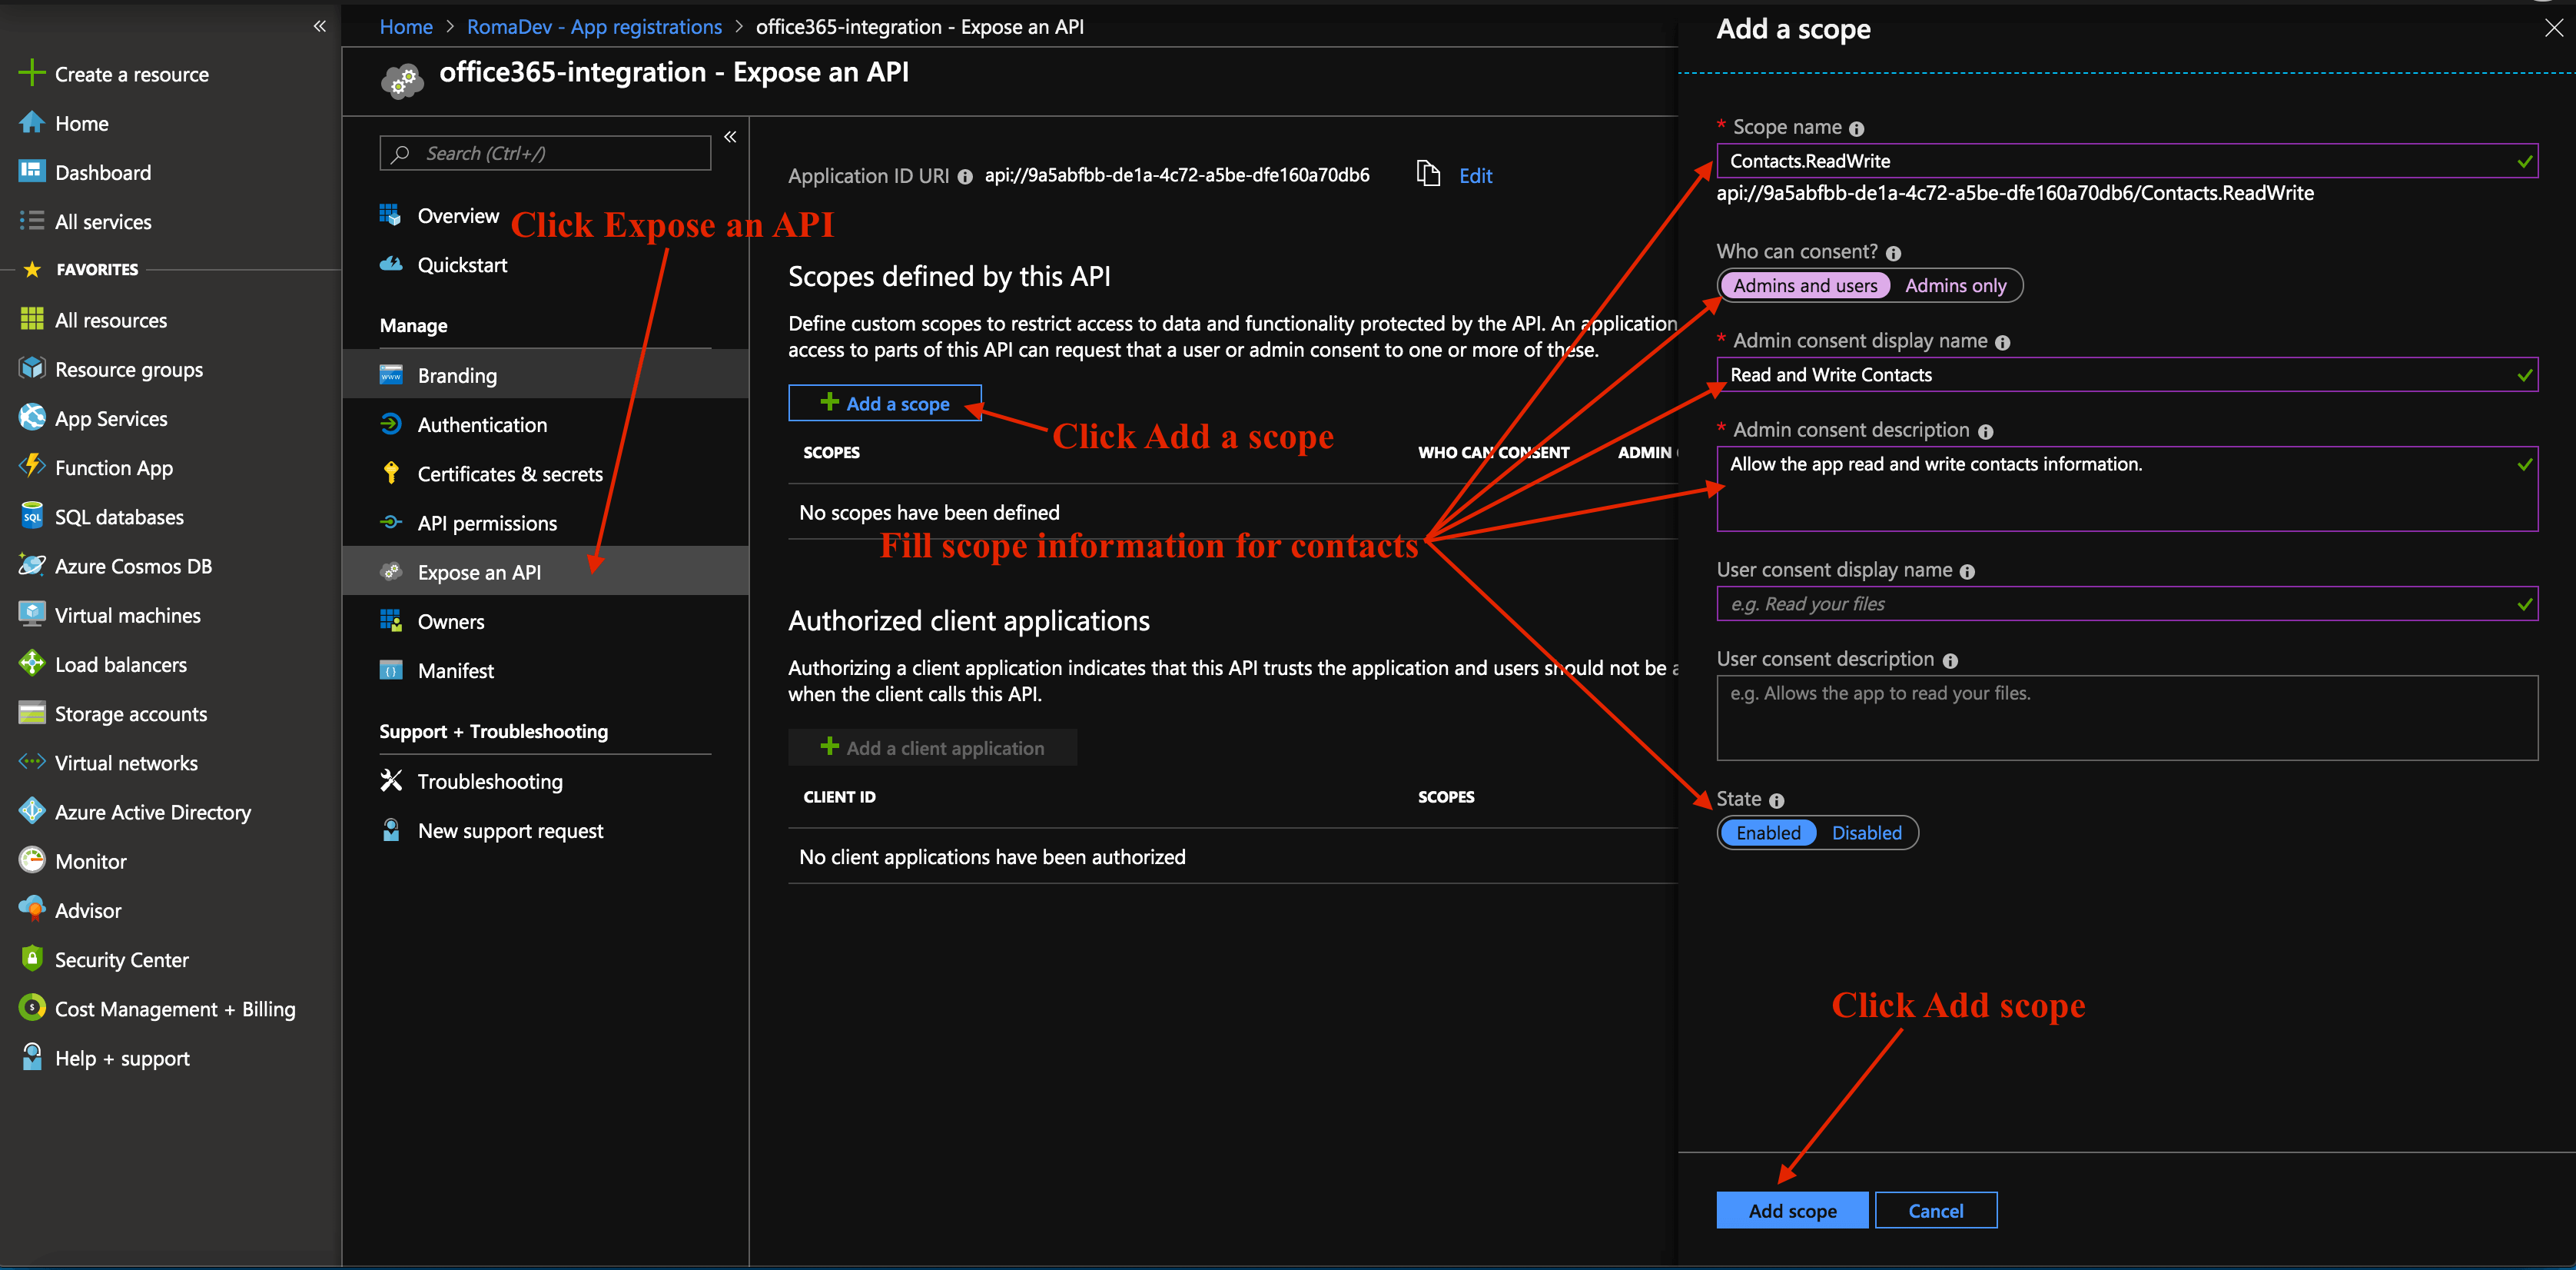 Create a resource
Home
Dashboard
All services
FAVORITES
All resources
Resource groups
App Services
Function App
SQL databases
Azure Cosmos DB
Virtual machines
Load balancers
Storage accounts
Virtual networks
Azure Active Directory
Monitor
Advisor
Security Center
Cost Management + Billing
Help + support
Home > RomaDev - App registrations > office365-integration - Expose an API
office365-integration - Expose an API
Search (Ctrl+/)
Overview
Click Expose an API
Quickstart
Manage
Branding
Authentication
Certificates & secrets
API permissions
Expose an API
Owners
Manifest
Support + Troubleshooting
Troubleshooting
New support request
Application ID URI api://9a5abfbb-de1a-4c72-a5be-dfe160a70db6 Edit
Scopes defined by this API
Define custom scopes to restrict access to data and functionality protected by the API. An application
access to parts of this API can request that a user or admin consent to one or more of these.
Add a scope
Click Add a scope
SCOPES WHO CAN CONSENT ADMIN
No scopes have been defined
Fill scope information for contacts
Authorized client applications
Authorizing a client application indicates that this API trusts the application and users should not be a
when the client calls this API.
Add a client application
CLIENT ID SCOPES
No client applications have been authorized
Add a scope
* Scope name
Contacts.ReadWrite
api://9a5abfbb-de1a-4c72-a5be-dfe160a70db6/Contacts.ReadWrite
Who can consent?
Admins and users Admins only
* Admin consent display name
Read and Write Contacts
* Admin consent description
Allow the app read and write contacts information.
User consent display name
e.g. Read your files
User consent description
e.g. Allows the app to read your files.
State
Enabled Disabled
Click Add scope
Add scope Cancel